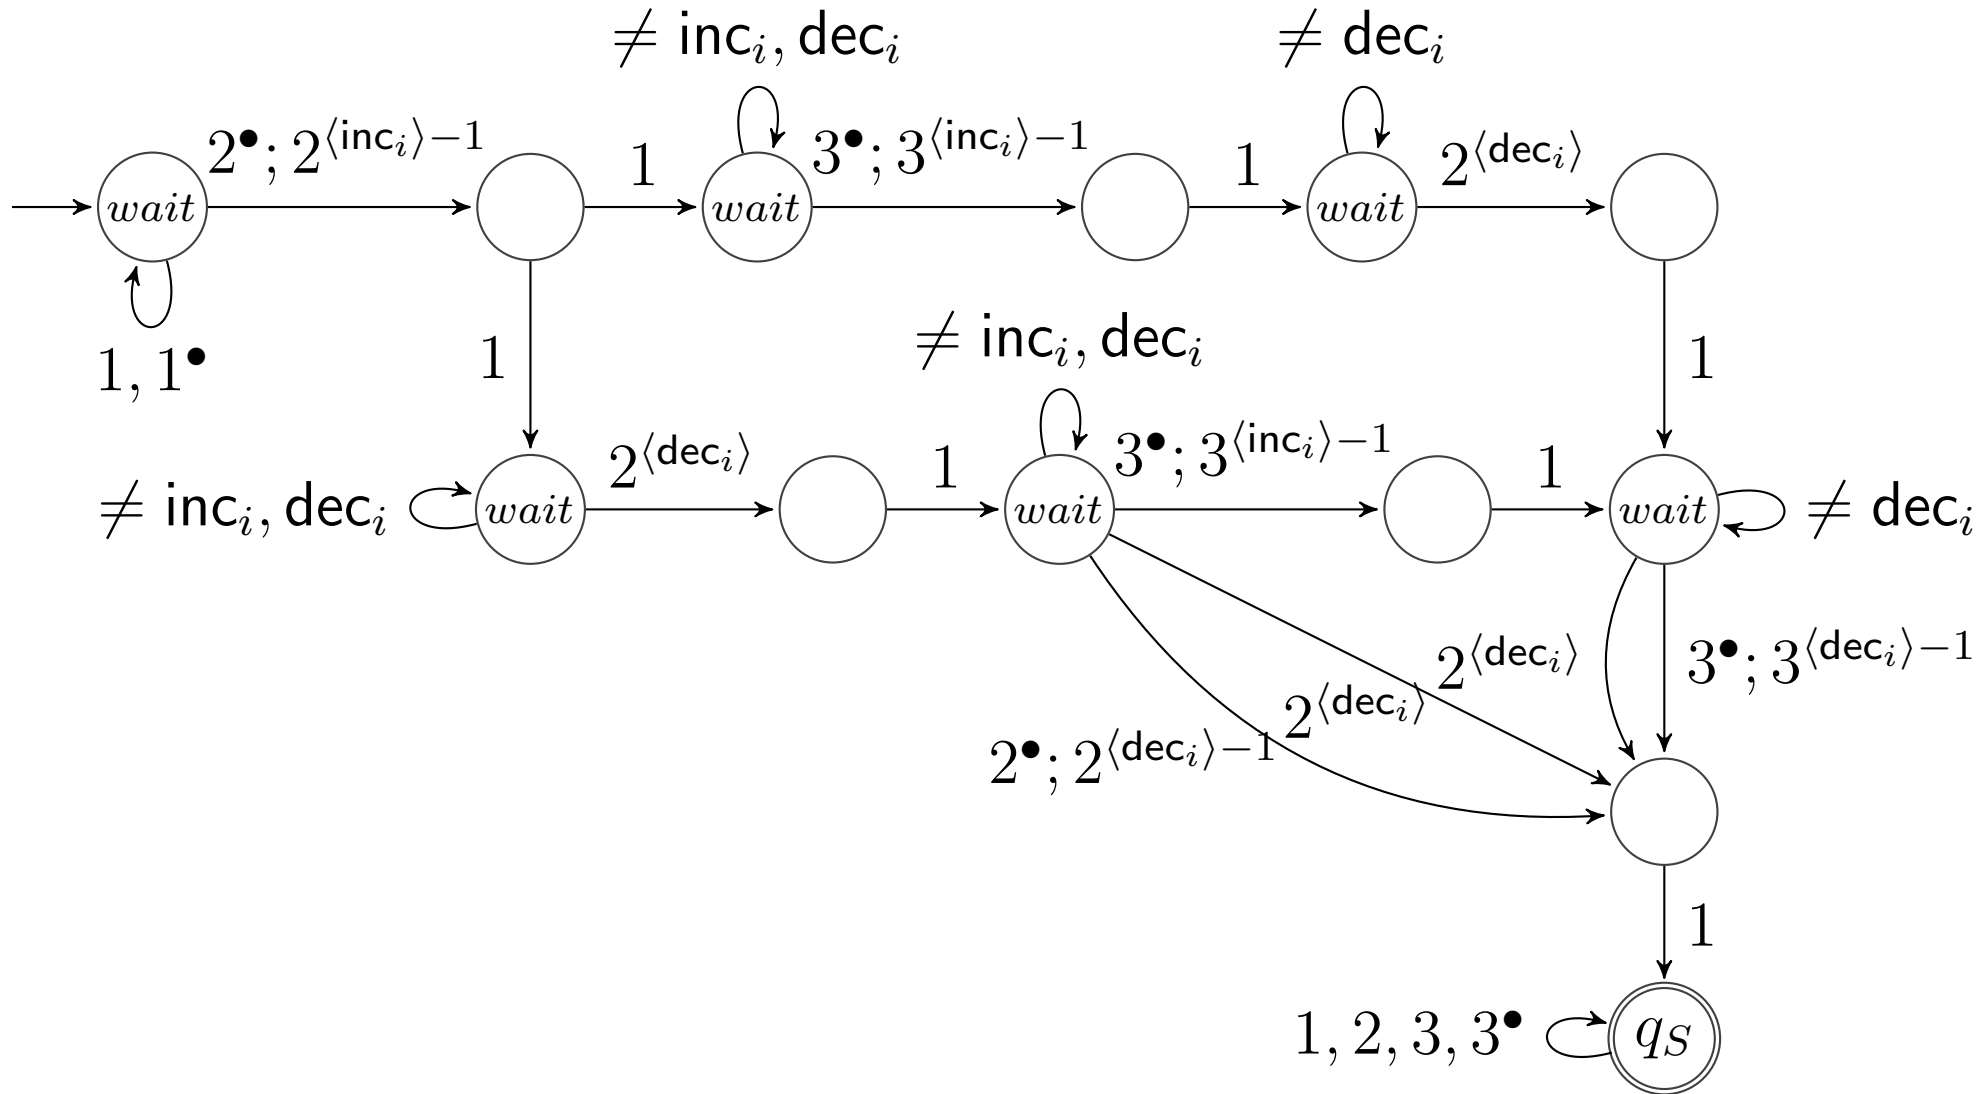 ≠ inc_i, dec_i
≠ dec_i
wait
2^•; 2^{⟨inc_i⟩−1}
1
wait
3^•; 3^{⟨inc_i⟩−1}
1
wait
2^{⟨dec_i⟩}
1, 1^•
1
≠ inc_i, dec_i
1
≠ inc_i, dec_i
wait
2^{⟨dec_i⟩}
1
wait
3^•; 3^{⟨inc_i⟩−1}
1
wait
≠ dec_i
2^•; 2^{⟨dec_i⟩−1}
2^{⟨dec_i⟩}
2^{⟨dec_i⟩}
3^•; 3^{⟨dec_i⟩−1}
1
1, 2, 3, 3^•
q_S